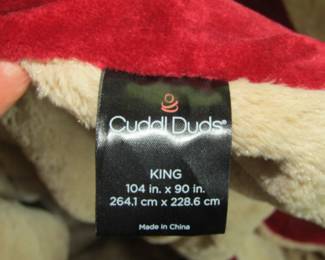 Cuddl Duds®
KING
104 in. x 90 in.
264.1 cm x 228.6 cm
Made in China